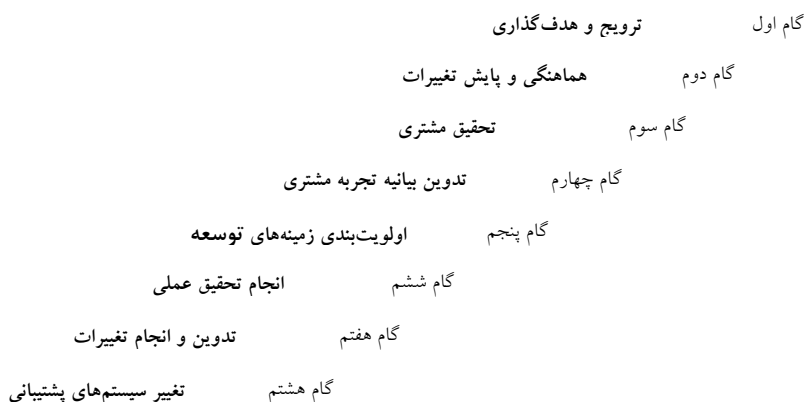 گام اول ترویج و هدف‌گذاری
گام دوم هماهنگی و پایش تغییرات
گام سوم تحقیق مشتری
گام چهارم تدوین بیانیه تجربه مشتری
گام پنجم اولویت‌بندی زمینه‌های توسعه
گام ششم انجام تحقیق عملی
گام هفتم تدوین و انجام تغییرات
گام هشتم تغییر سیستم‌های پشتیبانی